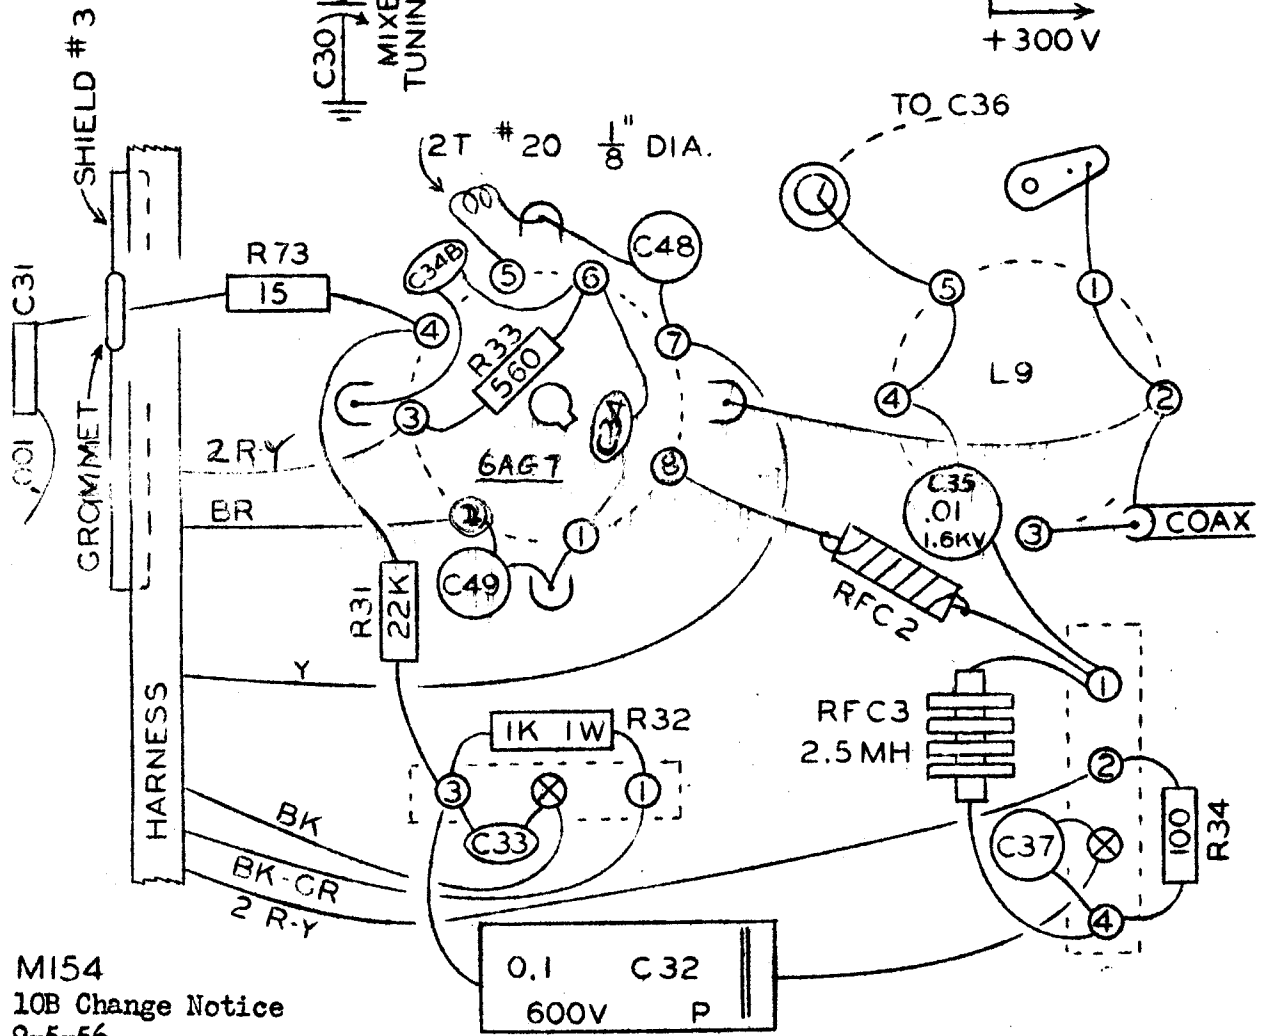 SHIELD #3
C30
MIXE
TUNIN
+300V
TO C36
2T #20 1/8" DIA.
C31
.001
GROMMET
R73
15
C34B
5
6
C48
4
R33
560
7
3
2 R-Y
6AG7
8
BR
1
C49
R31
22K
Y
HARNESS
5
1
L9
4
2
C35
.01
1.6KV
3
COAX
RFC2
RFC3
2.5MH
1
2
C37
100
R34
4
1K 1W
R32
3
1
C33
BK
BK-GR
2 R-Y
0.1 C32
600V P
M154
10B Change Notice